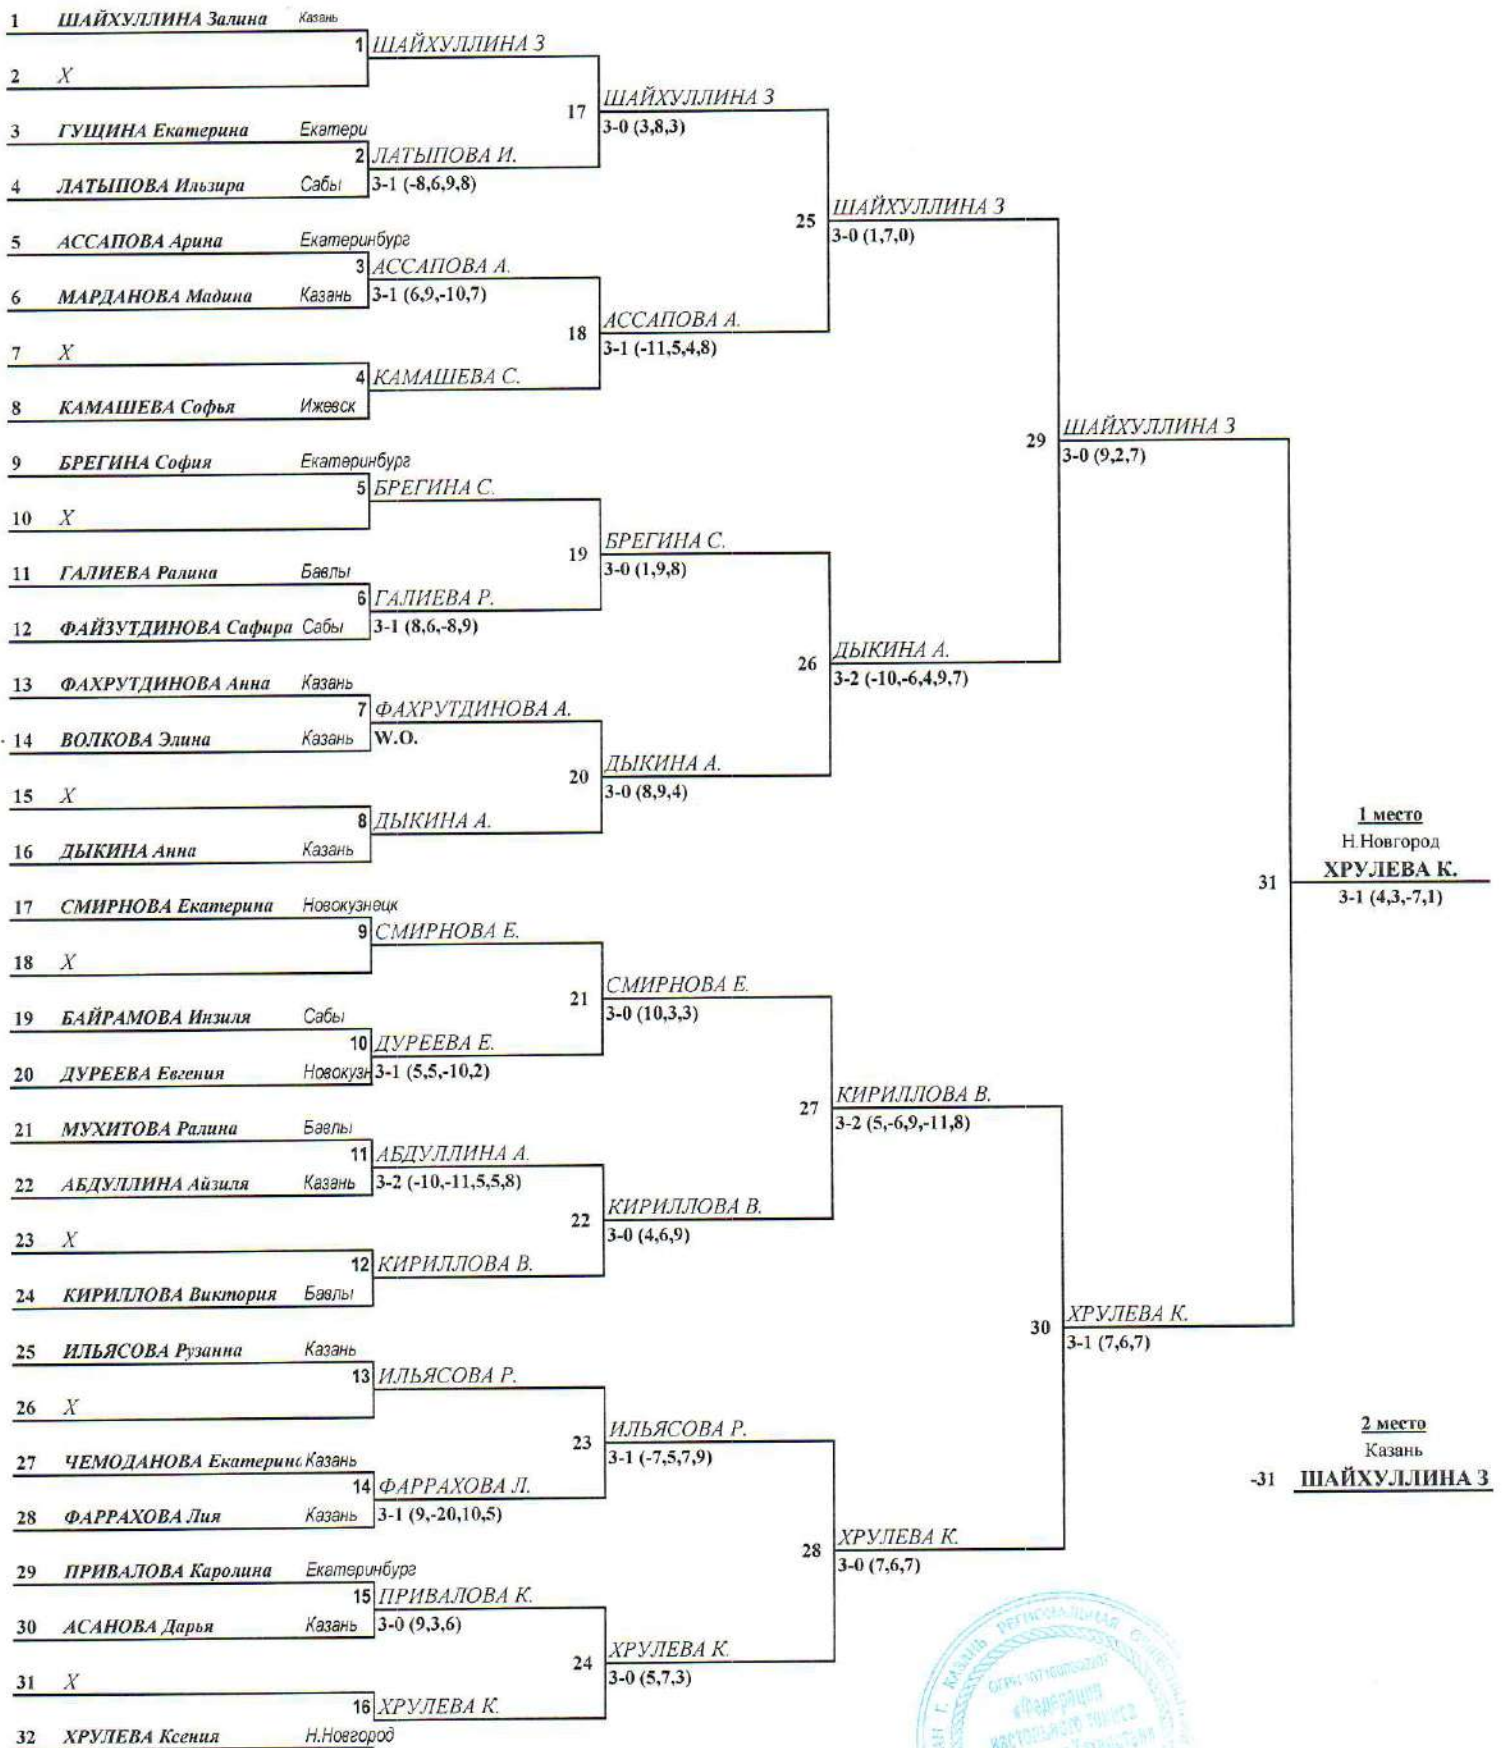 1 ШАЙХУЛЛИНА Залина Казань
1 ШАЙХУЛЛИНА З
2 X
17 ШАЙХУЛЛИНА З
3-0 (3,8,3)
3 ГУЩИНА Екатерина Екатери
2 ЛАТЫПОВА И.
4 ЛАТЫПОВА Ильзира Сабы 3-1 (-8,6,9,8)
25 ШАЙХУЛЛИНА З
3-0 (1,7,0)
5 АССАПОВА Арина Екатеринбург
3 АССАПОВА А.
6 МАРДАНОВА Мадина Казань 3-1 (6,9,-10,7)
18 АССАПОВА А.
3-1 (-11,5,4,8)
7 X
4 КАМАШЕВА С.
8 КАМАШЕВА Софья Ижевск
29 ШАЙХУЛЛИНА З
3-0 (9,2,7)
9 БРЕГИНА София Екатеринбург
5 БРЕГИНА С.
10 X
19 БРЕГИНА С.
3-0 (1,9,8)
11 ГАЛИЕВА Ралина Бавлы
6 ГАЛИЕВА Р.
12 ФАЙЗУТДИНОВА Сафира Сабы 3-1 (8,6,-8,9)
26 ДЫКИНА А.
3-2 (-10,-6,4,9,7)
13 ФАХРУТДИНОВА Анна Казань
7 ФАХРУТДИНОВА А.
14 ВОЛКОВА Элина Казань W.O.
20 ДЫКИНА А.
3-0 (8,9,4)
15 X
8 ДЫКИНА А.
16 ДЫКИНА Анна Казань
1 место
Н.Новгород
31 ХРУЛЕВА К.
3-1 (4,3,-7,1)
17 СМИРНОВА Екатерина Новокузнецк
9 СМИРНОВА Е.
18 X
21 СМИРНОВА Е.
3-0 (10,3,3)
19 БАЙРАМОВА Инзиля Сабы
10 ДУРЕЕВА Е.
20 ДУРЕЕВА Евгения Новокузн 3-1 (5,5,-10,2)
27 КИРИЛЛОВА В.
3-2 (5,-6,9,-11,8)
21 МУХИТОВА Ралина Бавлы
11 АБДУЛЛИНА А.
22 АБДУЛЛИНА Айзиля Казань 3-2 (-10,-11,5,5,8)
22 КИРИЛЛОВА В.
3-0 (4,6,9)
23 X
12 КИРИЛЛОВА В.
24 КИРИЛЛОВА Виктория Бавлы
30 ХРУЛЕВА К.
3-1 (7,6,7)
25 ИЛЬЯСОВА Рузанна Казань
13 ИЛЬЯСОВА Р.
26 X
23 ИЛЬЯСОВА Р.
3-1 (-7,5,7,9)
27 ЧЕМОДАНОВА Екатерина Казань
14 ФАРРАХОВА Л.
28 ФАРРАХОВА Лия Казань 3-1 (9,-20,10,5)
2 место
Казань
-31 ШАЙХУЛЛИНА З
28 ХРУЛЕВА К.
3-0 (7,6,7)
29 ПРИВАЛОВА Каролина Екатеринбург
15 ПРИВАЛОВА К.
30 АСАНОВА Дарья Казань 3-0 (9,3,6)
24 ХРУЛЕВА К.
3-0 (5,7,3)
31 X
16 ХРУЛЕВА К.
32 ХРУЛЕВА Ксения Н.Новгород
Г. КАЗАНЬ РЕГИОНАЛЬНАЯ
ОГРН
«Федерация
настольного тенниса